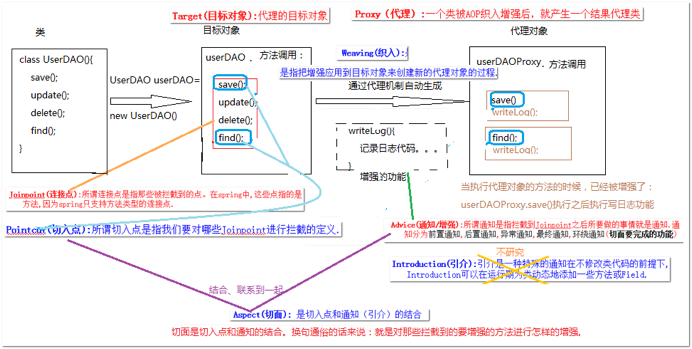 Target(目标对象):代理的目标对象
Proxy（代理）:一个类被AOP织入增强后，就产生一个结果代理类
类
目标对象
代理对象
class UserDAO(){
save();
update();
delete();
find();
}
UserDAO userDAO=
new UserDAO()
userDAO．方法调用：
save();
update();
delete();
find();
Weaving(织入):
是指把增强应用到目标对象来创建新的代理对象的过程.
通过代理机制自动生成
writeLog(){
记录日志代码。。。
}
增强的功能
userDAOProxy．方法调用
save()
writeLog();
find();
writeLog();
当执行代理对象的方法的时候，已经被增强了：
userDAOProxy.save()执行之后执行写日志功能
Joinpoint(连接点):所谓连接点是指那些被拦截到的点。在spring中,这些点指的是
方法,因为spring只支持方法类型的连接点.
Pointcut(切入点):所谓切入点是指我们要对哪些Joinpoint进行拦截的定义.
Advice(通知/增强):所谓通知是指拦截到Joinpoint之后所要做的事情就是通知.通
知分为前置通知,后置通知,异常通知,最终通知,环绕通知(切面要完成的功能)
不研究
Introduction(引介):引介是一种特殊的通知在不修改类代码的前提下,
Introduction可以在运行期为类动态地添加一些方法或Field.
结合、联系到一起
Aspect(切面): 是切入点和通知（引介）的结合
切面是切入点和通知的结合。换句通俗的话来说：就是对那些拦截到的要增强的方法进行怎样的增强.